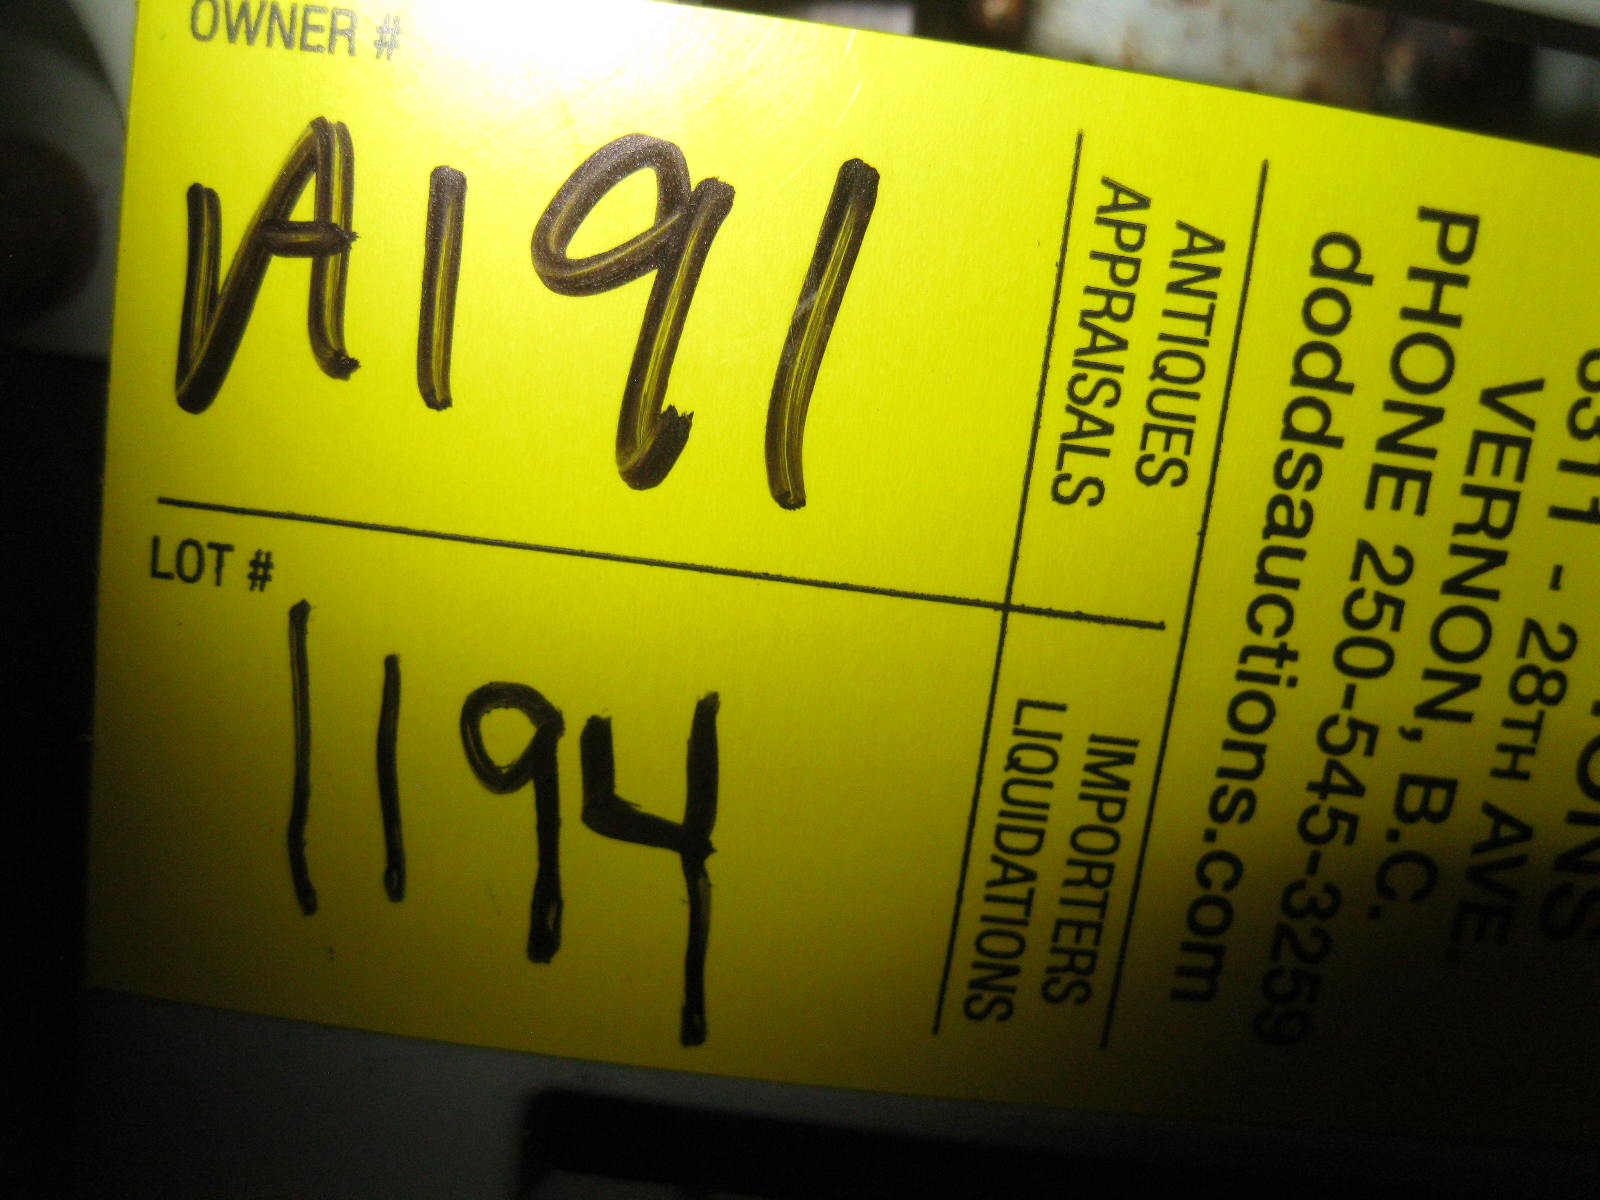 OWNER #
A191
LOT #
1194
VERNON, B.C.
PHONE 250-545-3259
doddsauctions.com
ANTIQUES
APPRAISALS
IMPORTERS
LIQUIDATIONS
- 28TH AVE.